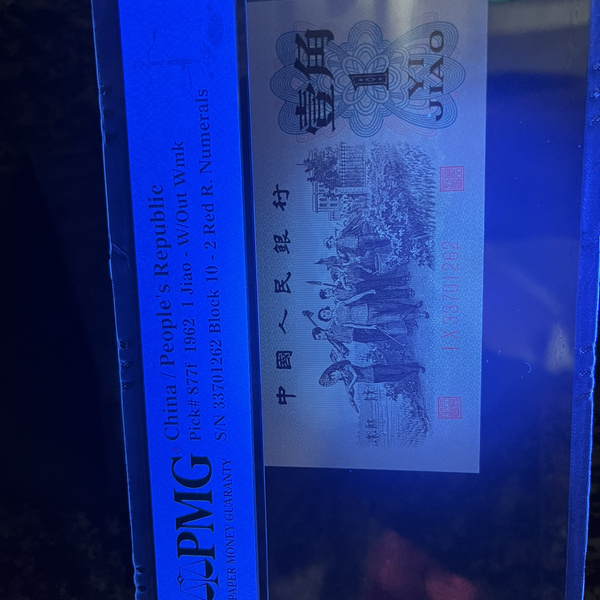 China / People's Republic
Pick# 877f 1962 1 Jiao - W/Out Wmk
S/N 33701262 Block 10 - 2 Red R. Numerals
PMG
PAPER MONEY GUARANTY
中國人民銀行
壹角
1
YI
JIAO